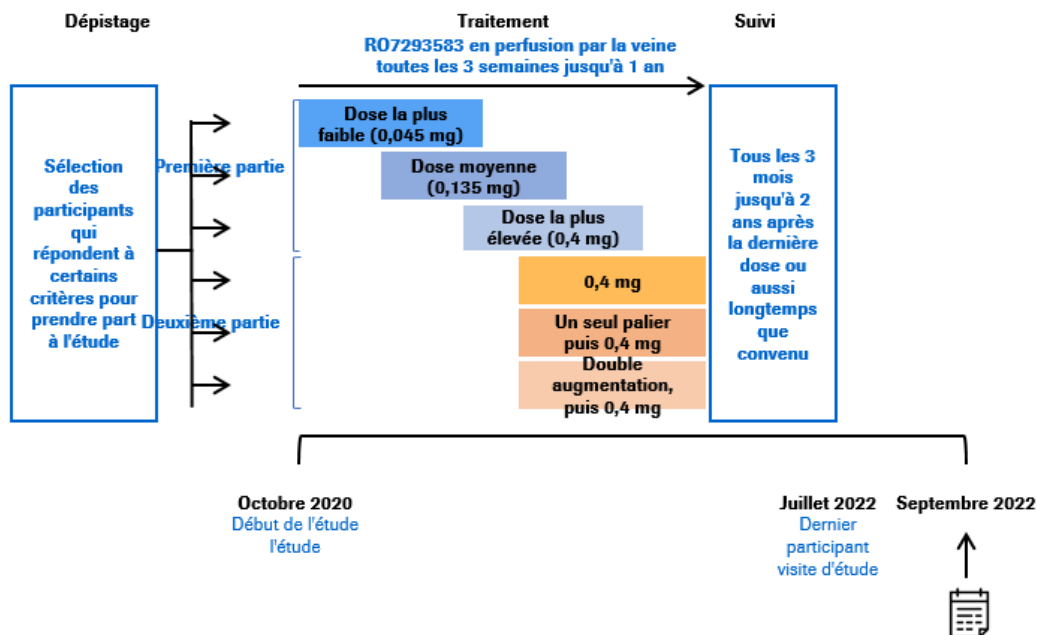 Dépistage
Traitement
Suivi
RO7293583 en perfusion par la veine
toutes les 3 semaines jusqu'à 1 an
Sélection
des
participants
qui
répondent à
certains
critères pour
prendre part
à l'étude
Première partie
Deuxième partie
Dose la plus
faible (0,045 mg)
Dose moyenne
(0,135 mg)
Dose la plus
élevée (0,4 mg)
0,4 mg
Un seul palier
puis 0,4 mg
Double
augmentation,
puis 0,4 mg
Tous les 3
mois
jusqu'à 2
ans après
la dernière
dose ou
aussi
longtemps
que
convenu
Octobre 2020
Début de l'étude
l'étude
Juillet 2022
Dernier
participant
visite d'étude
Septembre 2022